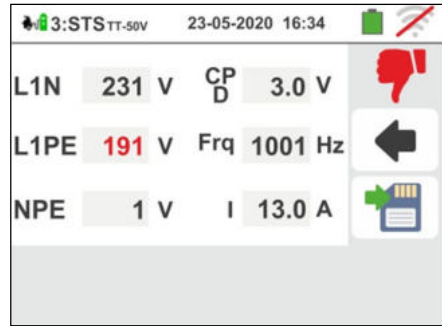 3:STS TT-50V 23-05-2020 16:34
L1N 231 V CPD 3.0 V
L1PE 191 V Frq 1001 Hz
NPE 1 V I 13.0 A